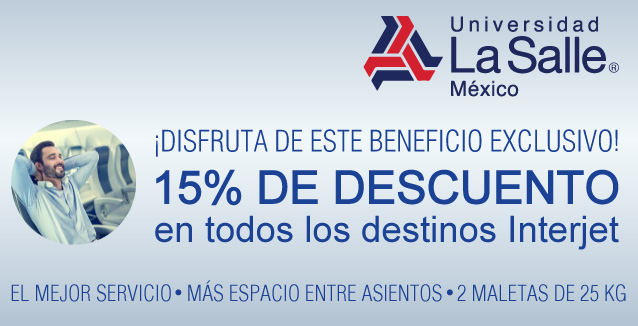 Universidad
La Salle®
México
¡DISFRUTA DE ESTE BENEFICIO EXCLUSIVO!
15% DE DESCUENTO
en todos los destinos Interjet
EL MEJOR SERVICIO • MÁS ESPACIO ENTRE ASIENTOS • 2 MALETAS DE 25 KG